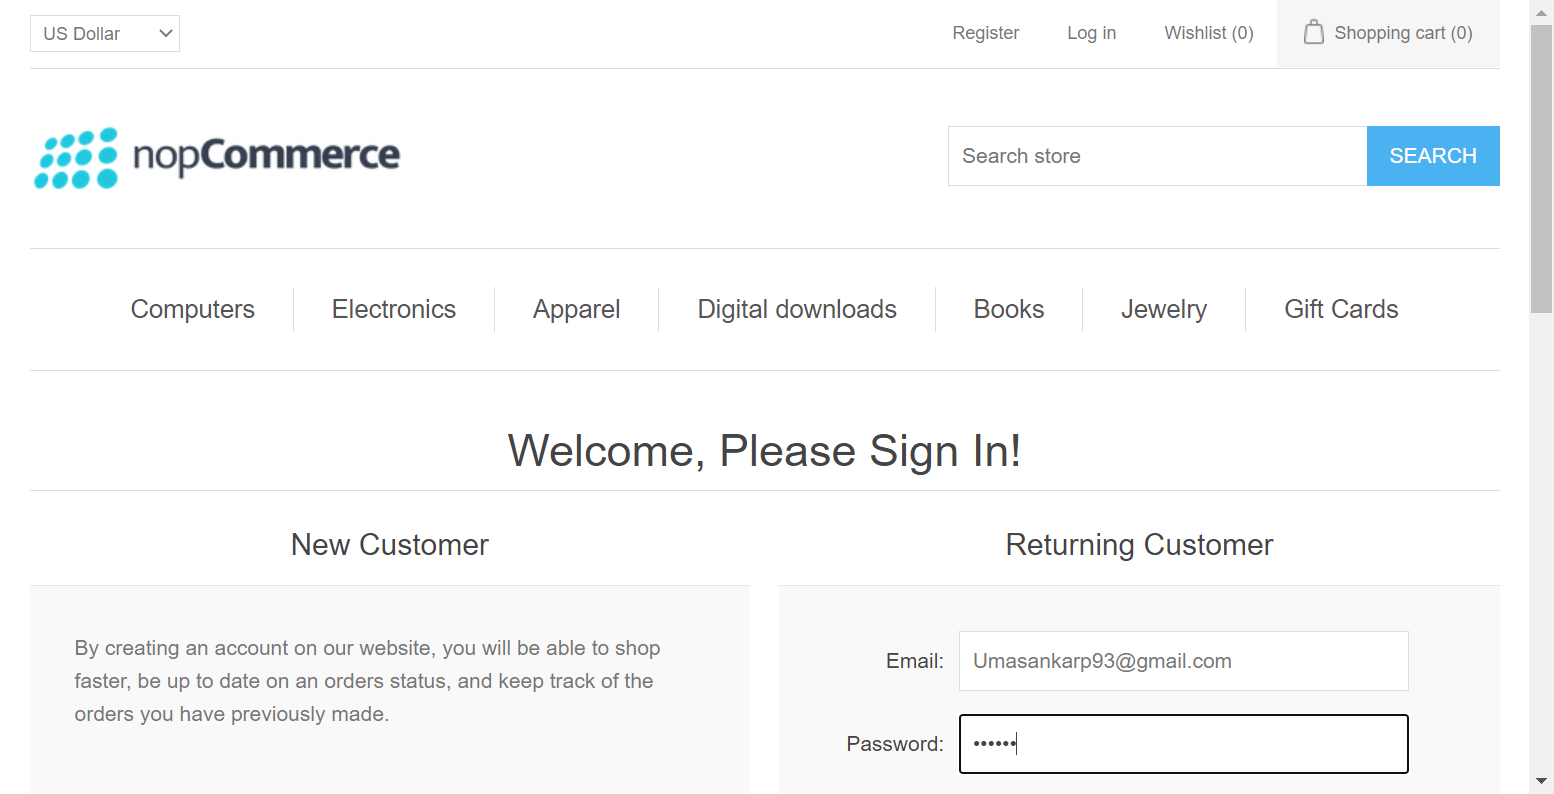 US Dollar
Register Log in Wishlist (0) Shopping cart (0)
nopCommerce
Search store SEARCH
Computers Electronics Apparel Digital downloads Books Jewelry Gift Cards
Welcome, Please Sign In!
New Customer
By creating an account on our website, you will be able to shop
faster, be up to date on an orders status, and keep track of the
orders you have previously made.
Returning Customer
Email: Umasankarp93@gmail.com
Password: ••••••